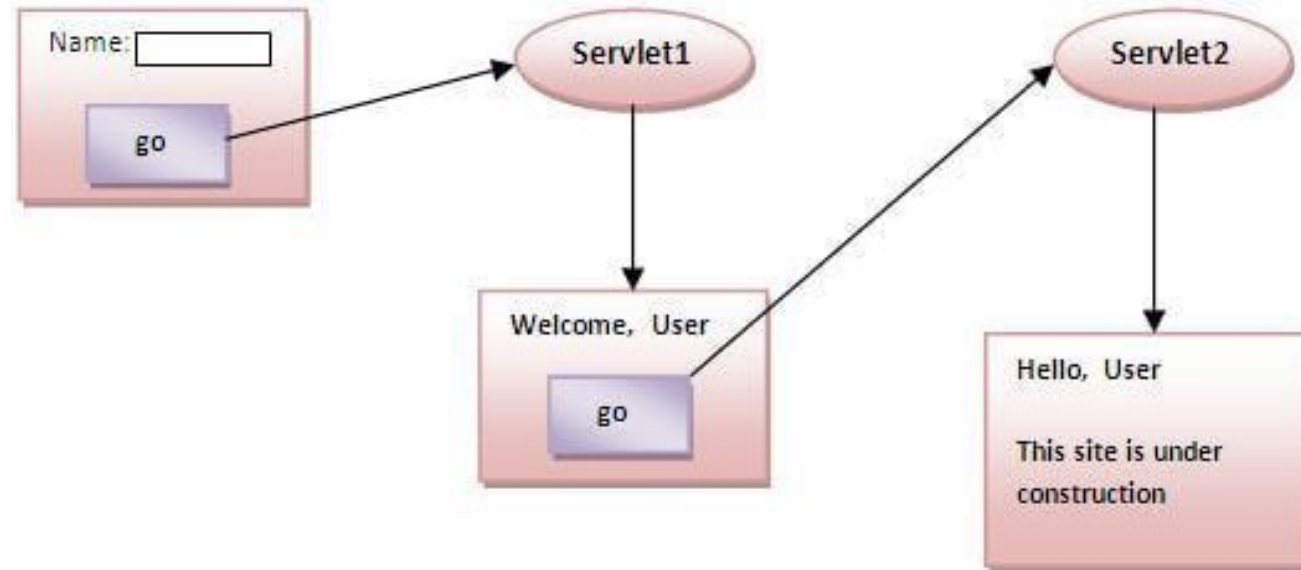 Name:
go
Servlet1
Welcome, User
go
Servlet2
Hello, User
This site is under
construction